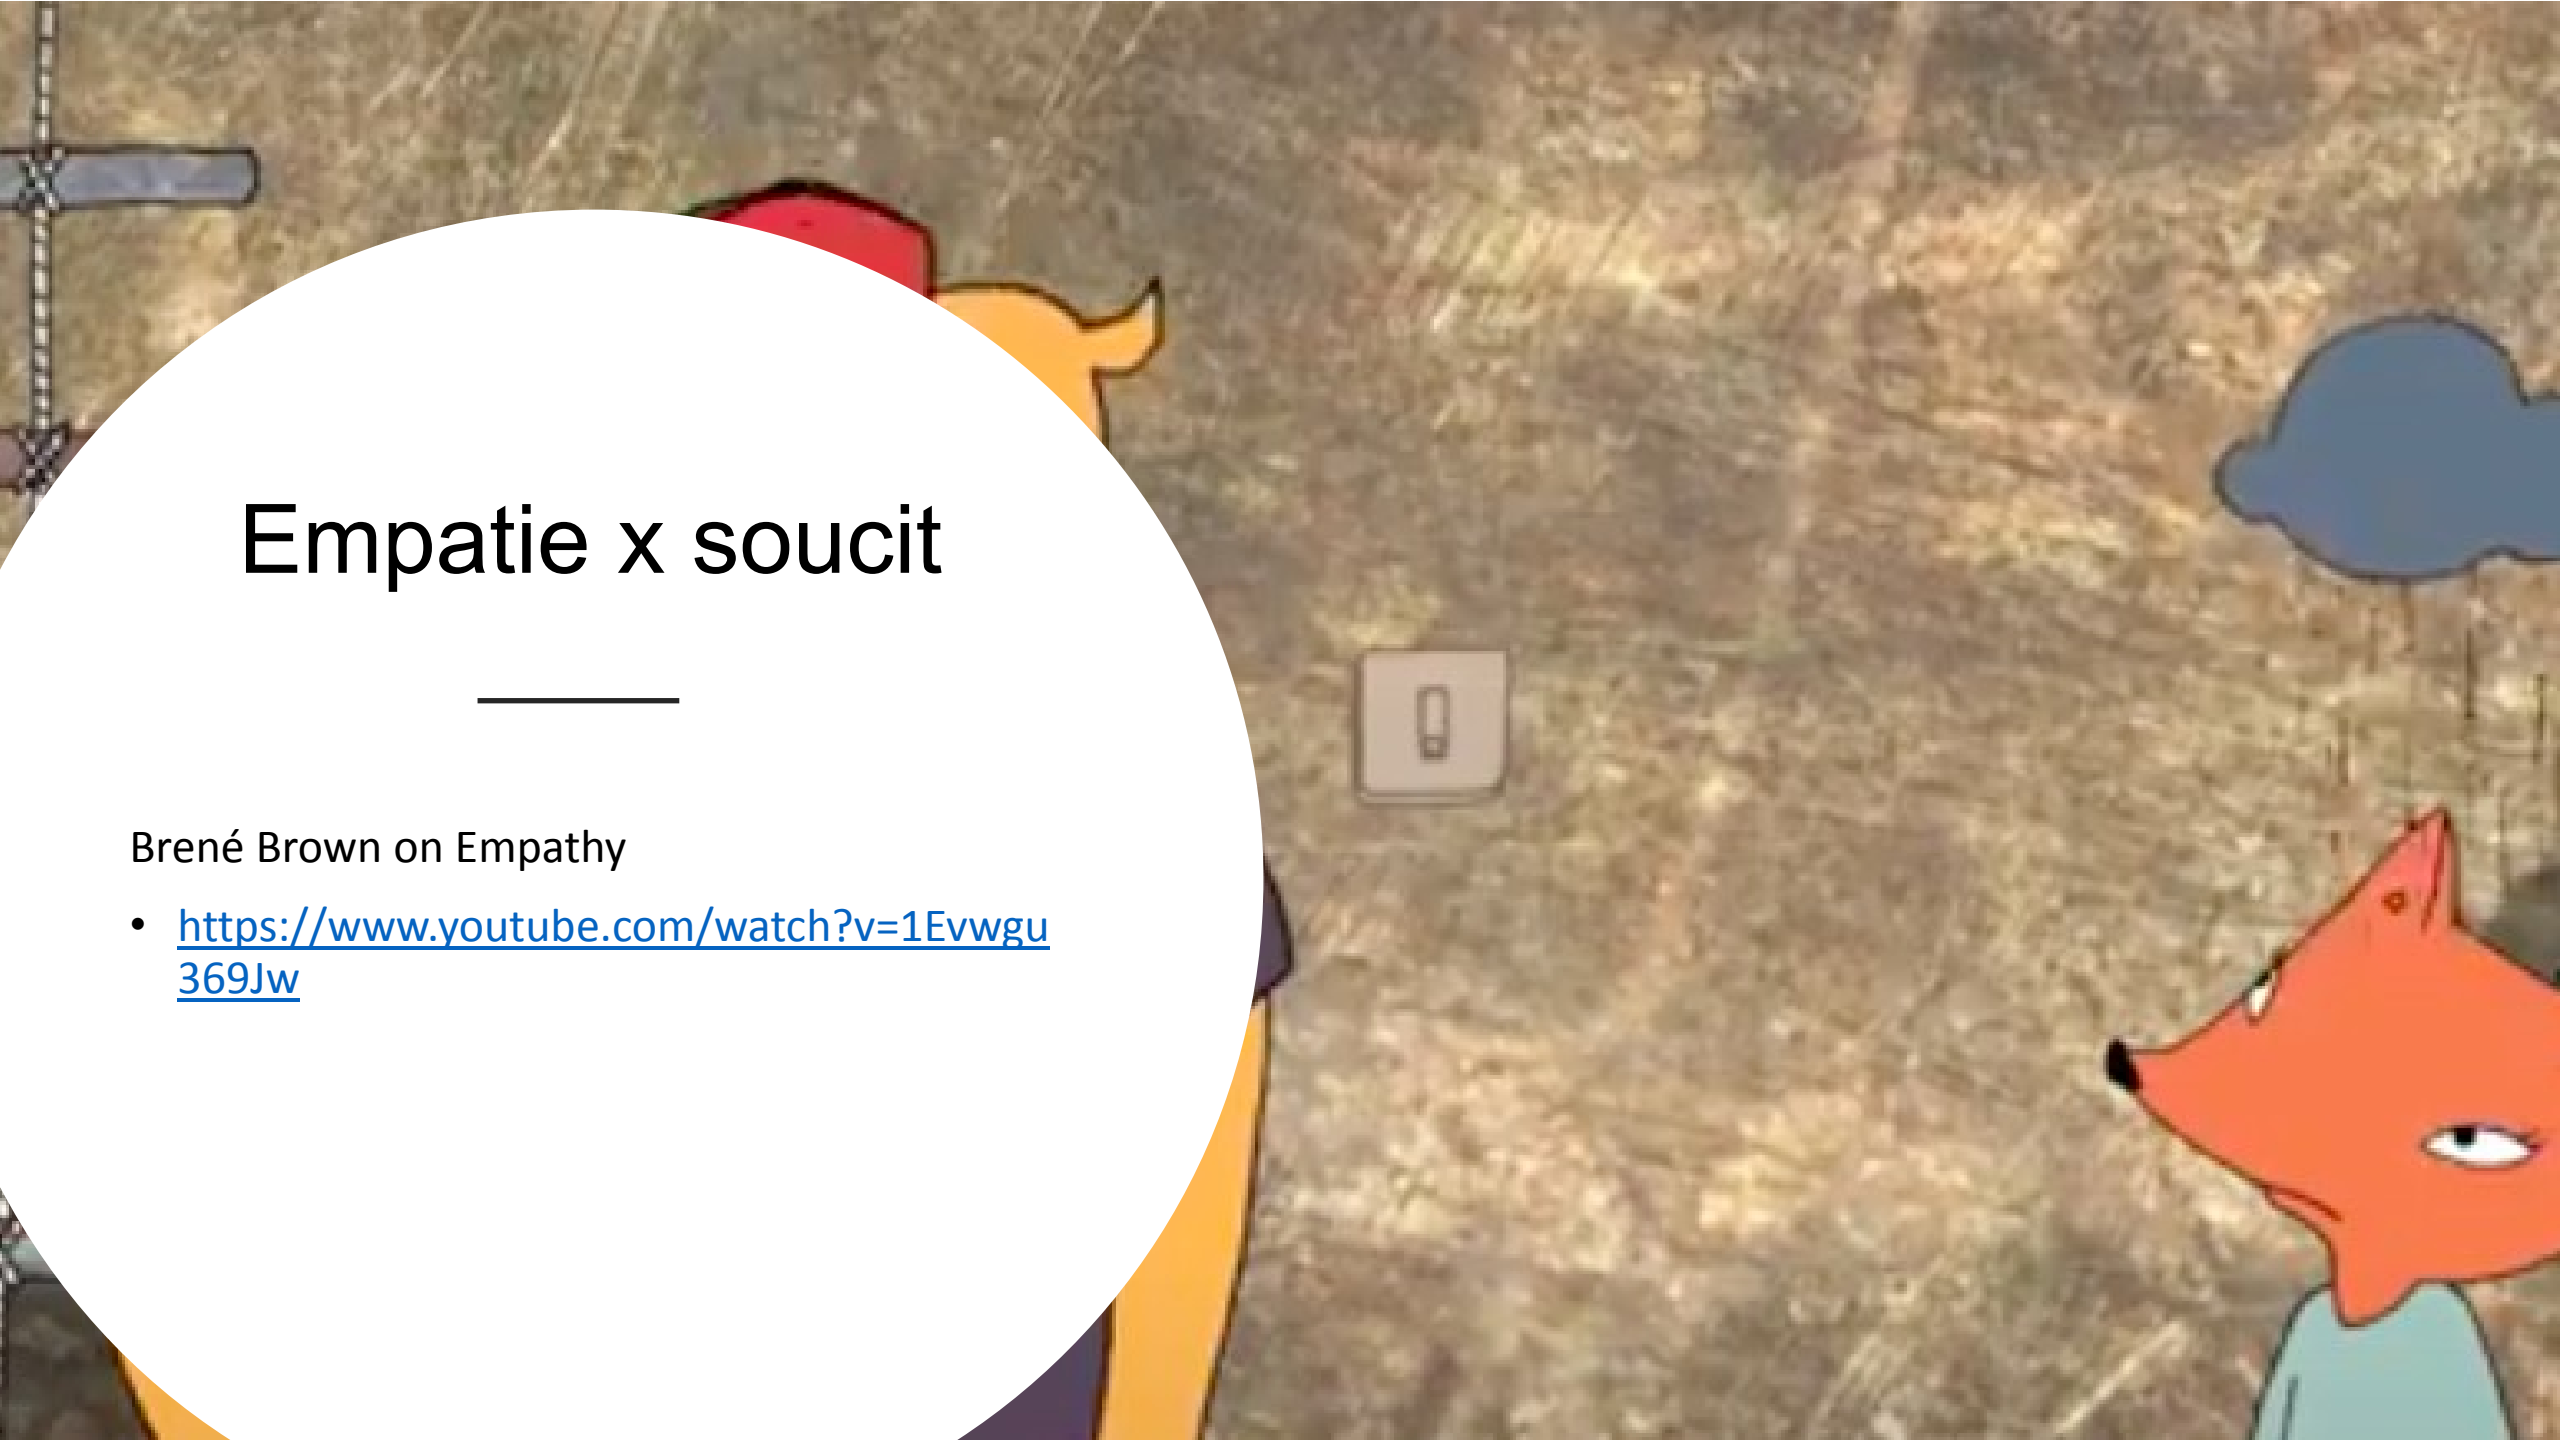 Empatie x soucit
Brené Brown on Empathy
• https://www.youtube.com/watch?v=1Evwgu
369Jw